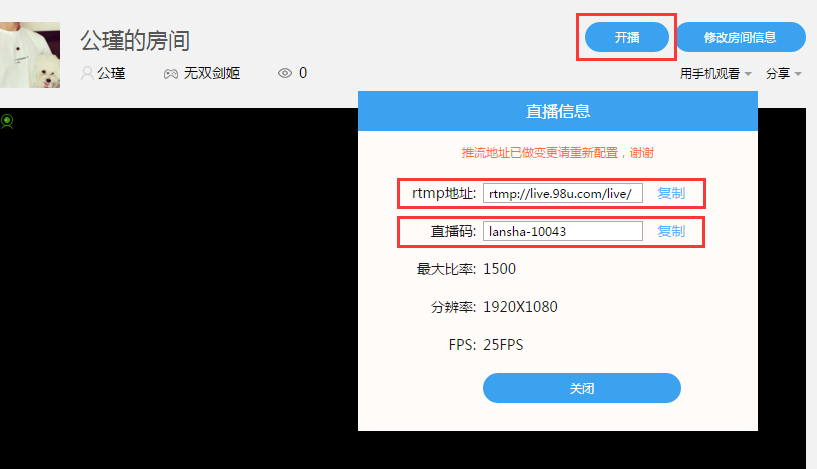 公瑾的房间
开播
修改房间信息
公瑾
无双剑姬
0
用手机观看
分享
直播信息
推流地址已做变更请重新配置，谢谢
rtmp地址: rtmp://live.98u.com/live/ 复制
直播码: lansha-10043 复制
最大比率: 1500
分辨率: 1920X1080
FPS: 25FPS
关闭